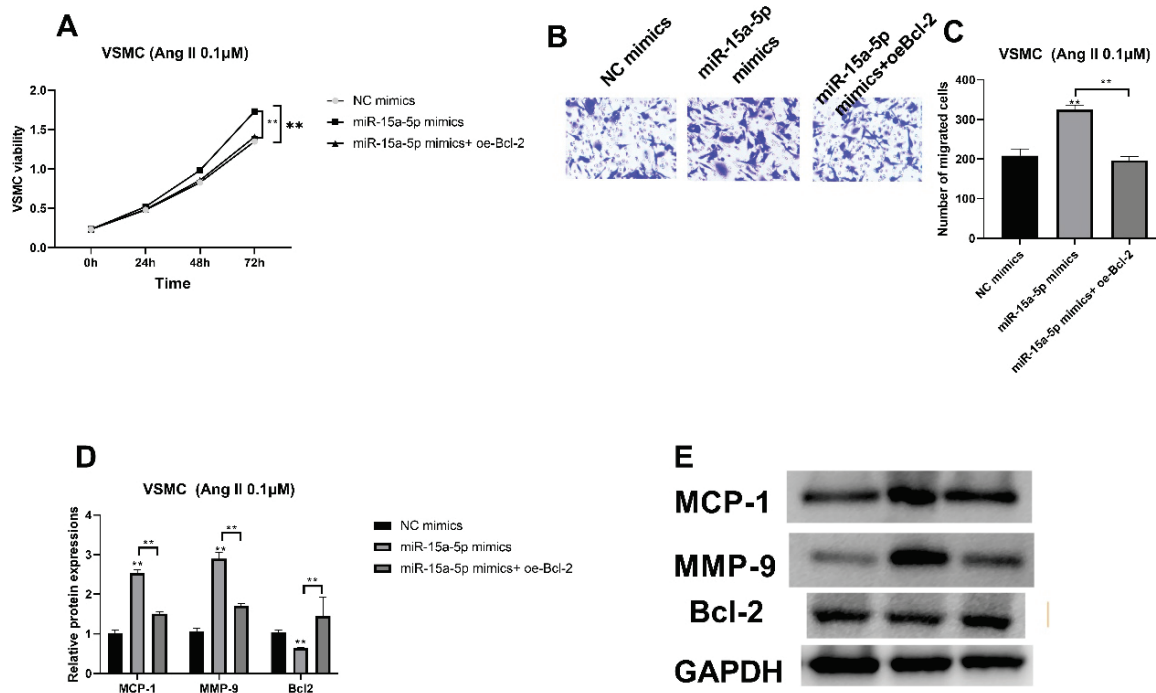 A
VSMC (Ang II 0.1μM)
VSMC viability
2.0
1.5
1.0
0.5
0.0
0h
24h
48h
72h
Time
**
**
NC mimics
miR-15a-5p mimics
miR-15a-5p mimics+ oe-Bcl-2
B
NC mimics
miR-15a-5p
mimics
miR-15a-5p
mimics+oeBcl-2
C
VSMC (Ang II 0.1μM)
Number of migrated cells
400
300
200
100
0
**
**
NC mimics
miR-15a-5p mimics
miR-15a-5p mimics+ oe-Bcl-2
D
VSMC (Ang II 0.1μM)
Relative protein expressions
4
3
2
1
0
**
**
**
**
**
**
MCP-1
MMP-9
Bcl2
NC mimics
miR-15a-5p mimics
miR-15a-5p mimics+ oe-Bcl-2
E
MCP-1
MMP-9
Bcl-2
GAPDH